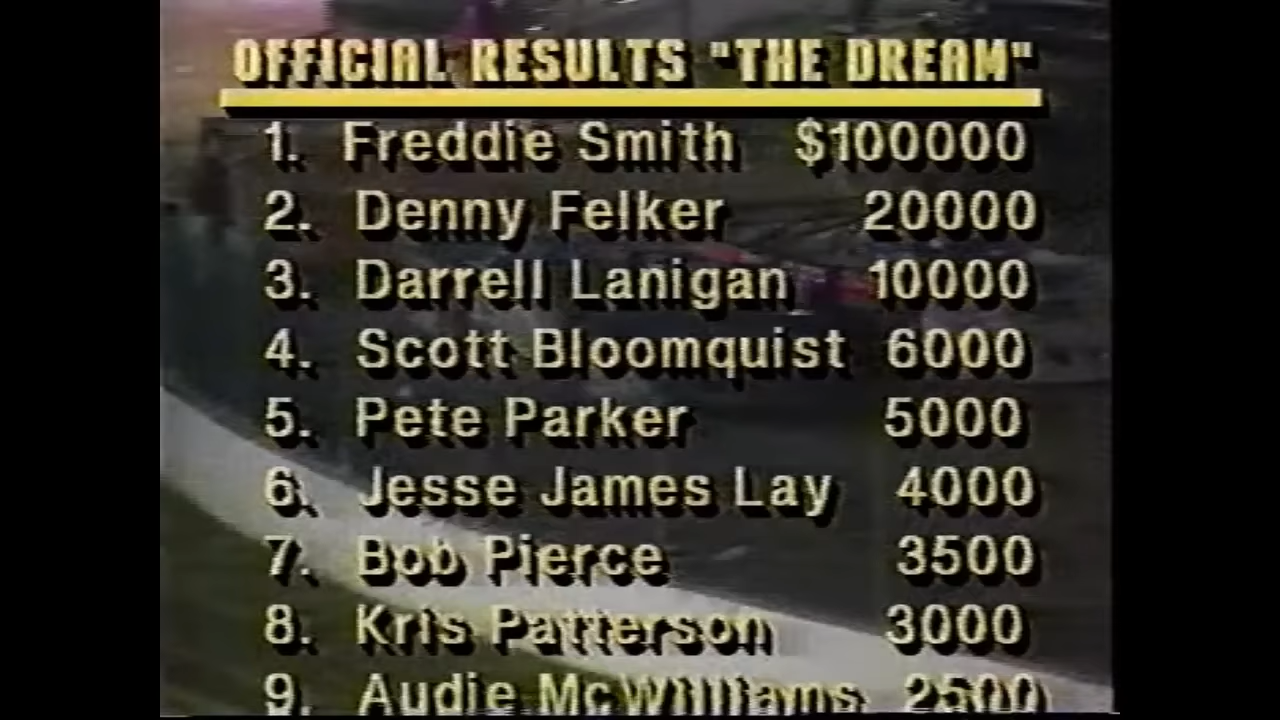 OFFICIAL RESULTS "THE DREAM"
1. Freddie Smith $100000
2. Denny Felker 20000
3. Darrell Lanigan 10000
4. Scott Bloomquist 6000
5. Pete Parker 5000
6. Jesse James Lay 4000
7. Bob Pierce 3500
8. Kris Patterson 3000
9. Audie McWilliams 2500